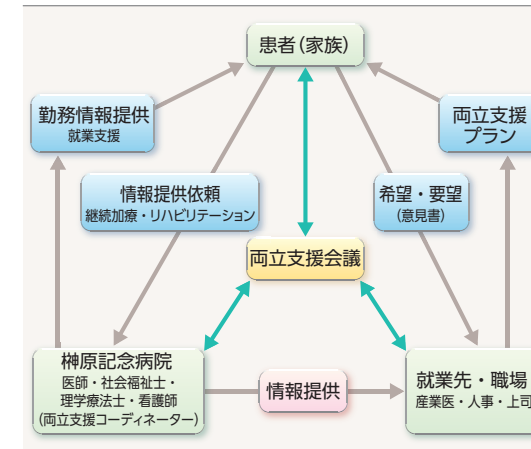 患者（家族）
勤務情報提供
就業支援
両立支援
プラン
情報提供依頼
継続加療・リハビリテーション
希望・要望
（意見書）
両立支援会議
榊原記念病院
医師・社会福祉士・
理学療法士・看護師
（両立支援コーディネーター）
情報提供
就業先・職場
産業医・人事・上司